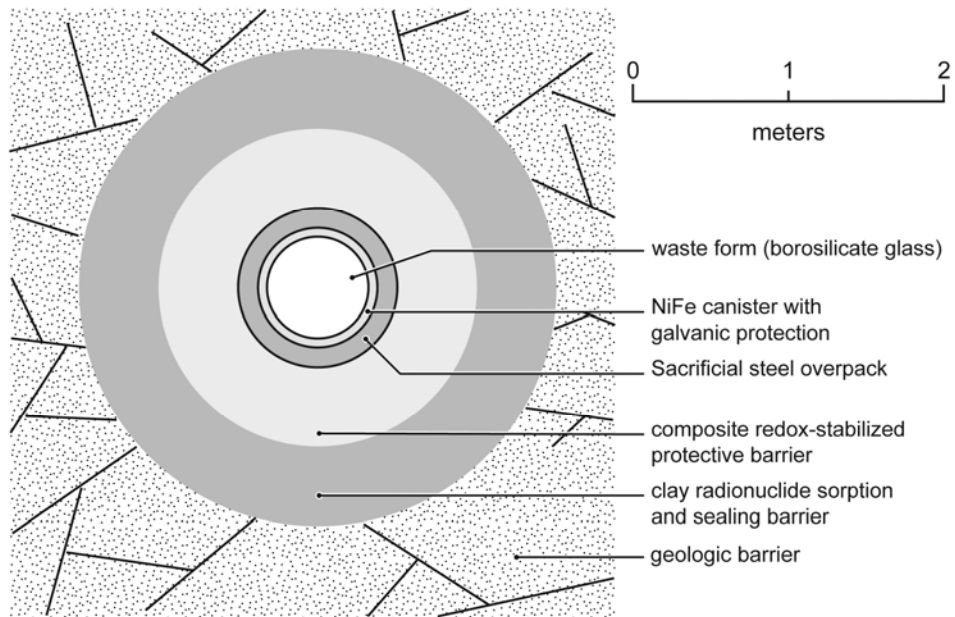 0 1 2
meters
waste form (borosilicate glass)
NiFe canister with
galvanic protection
Sacrificial steel overpack
composite redox-stabilized
protective barrier
clay radionuclide sorption
and sealing barrier
geologic barrier